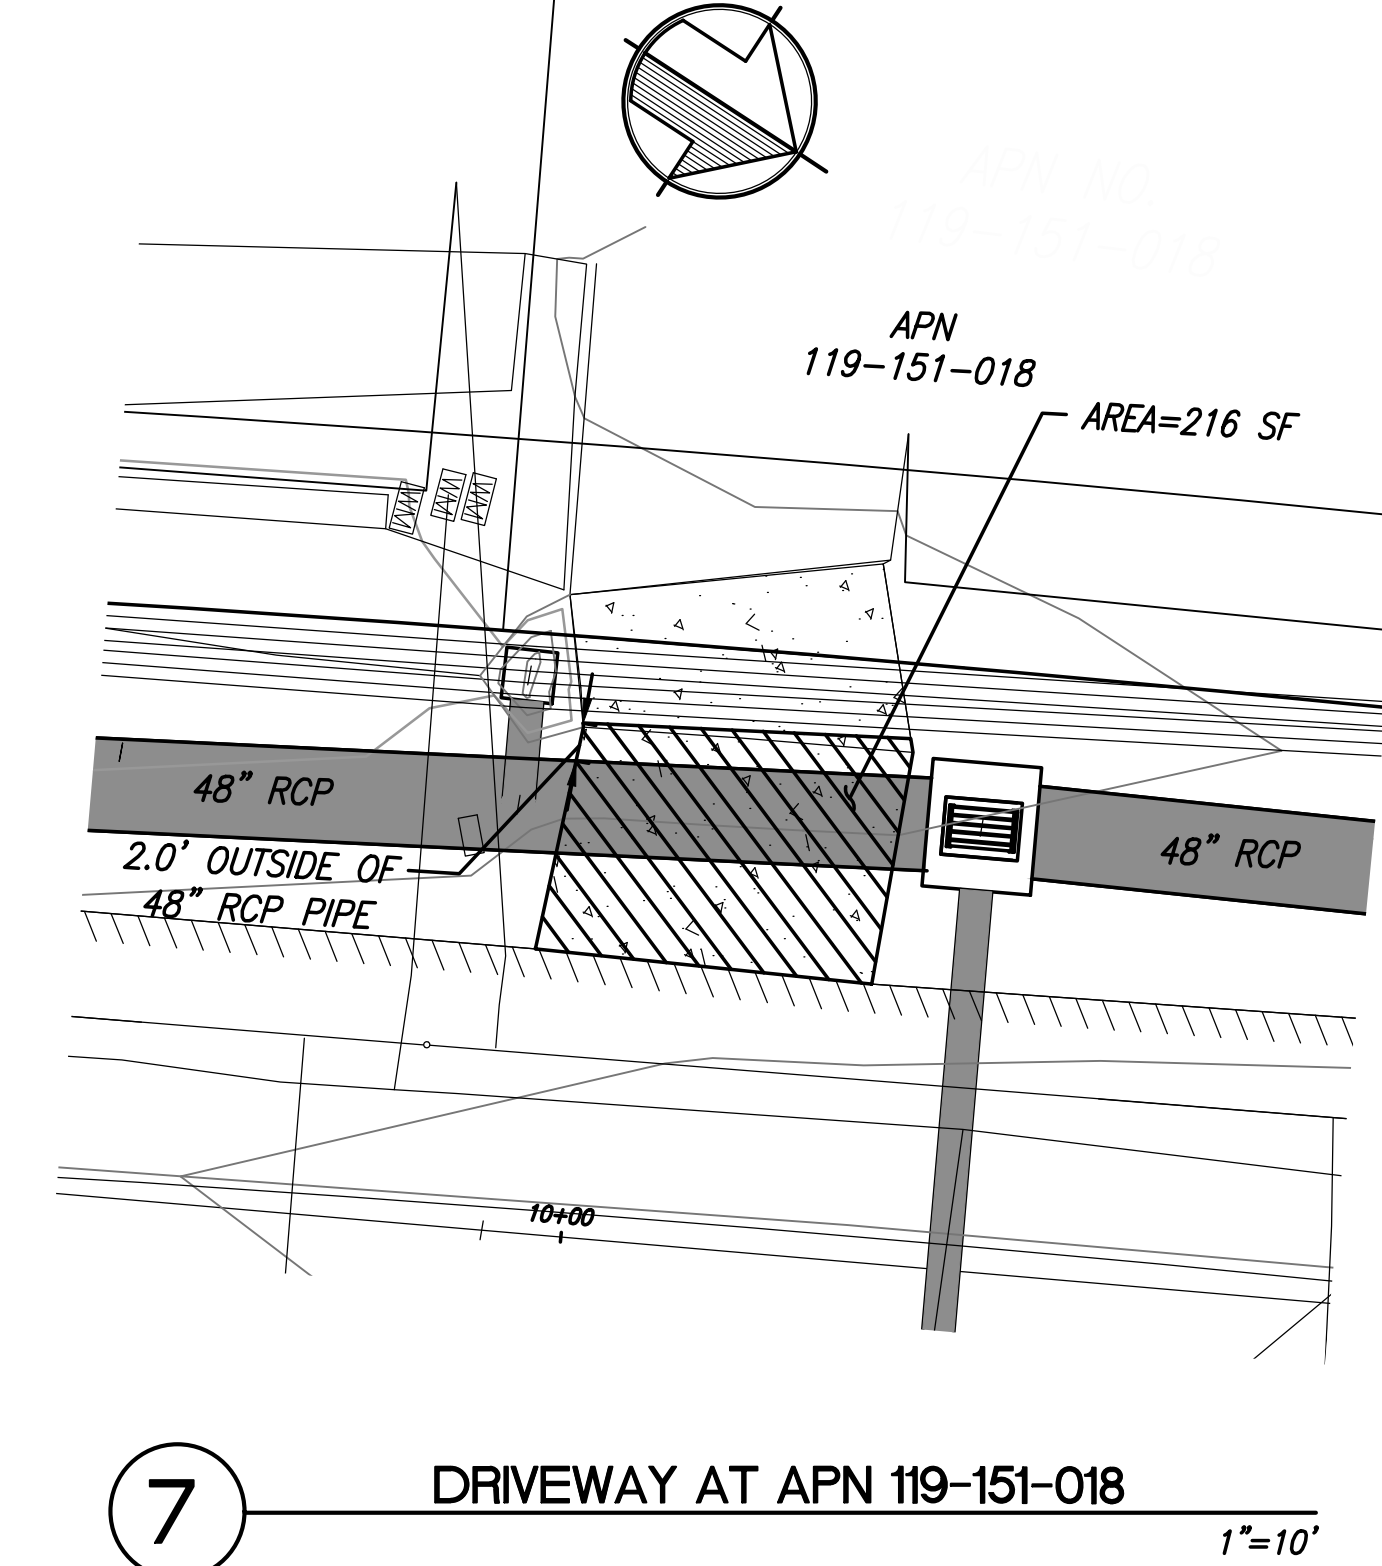 APN NO.
119-151-018
APN
119-151-018
AREA=216 SF
48" RCP
48" RCP
2.0' OUTSIDE OF
48" RCP PIPE
10+00
7
DRIVEWAY AT APN 119-151-018
1"=10'